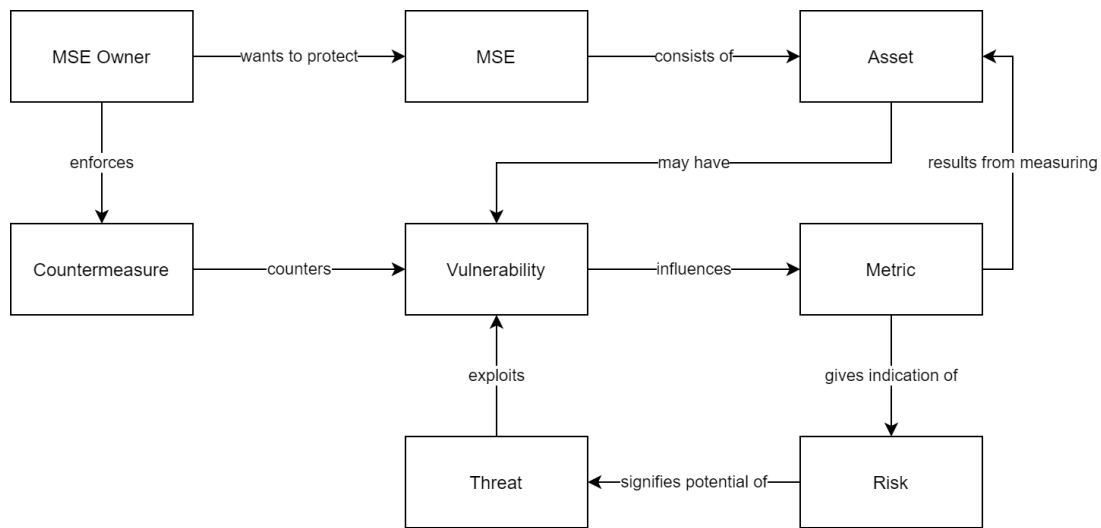 MSE Owner
wants to protect
MSE
consists of
Asset
enforces
may have
results from measuring
Countermeasure
counters
Vulnerability
influences
Metric
exploits
gives indication of
Threat
signifies potential of
Risk